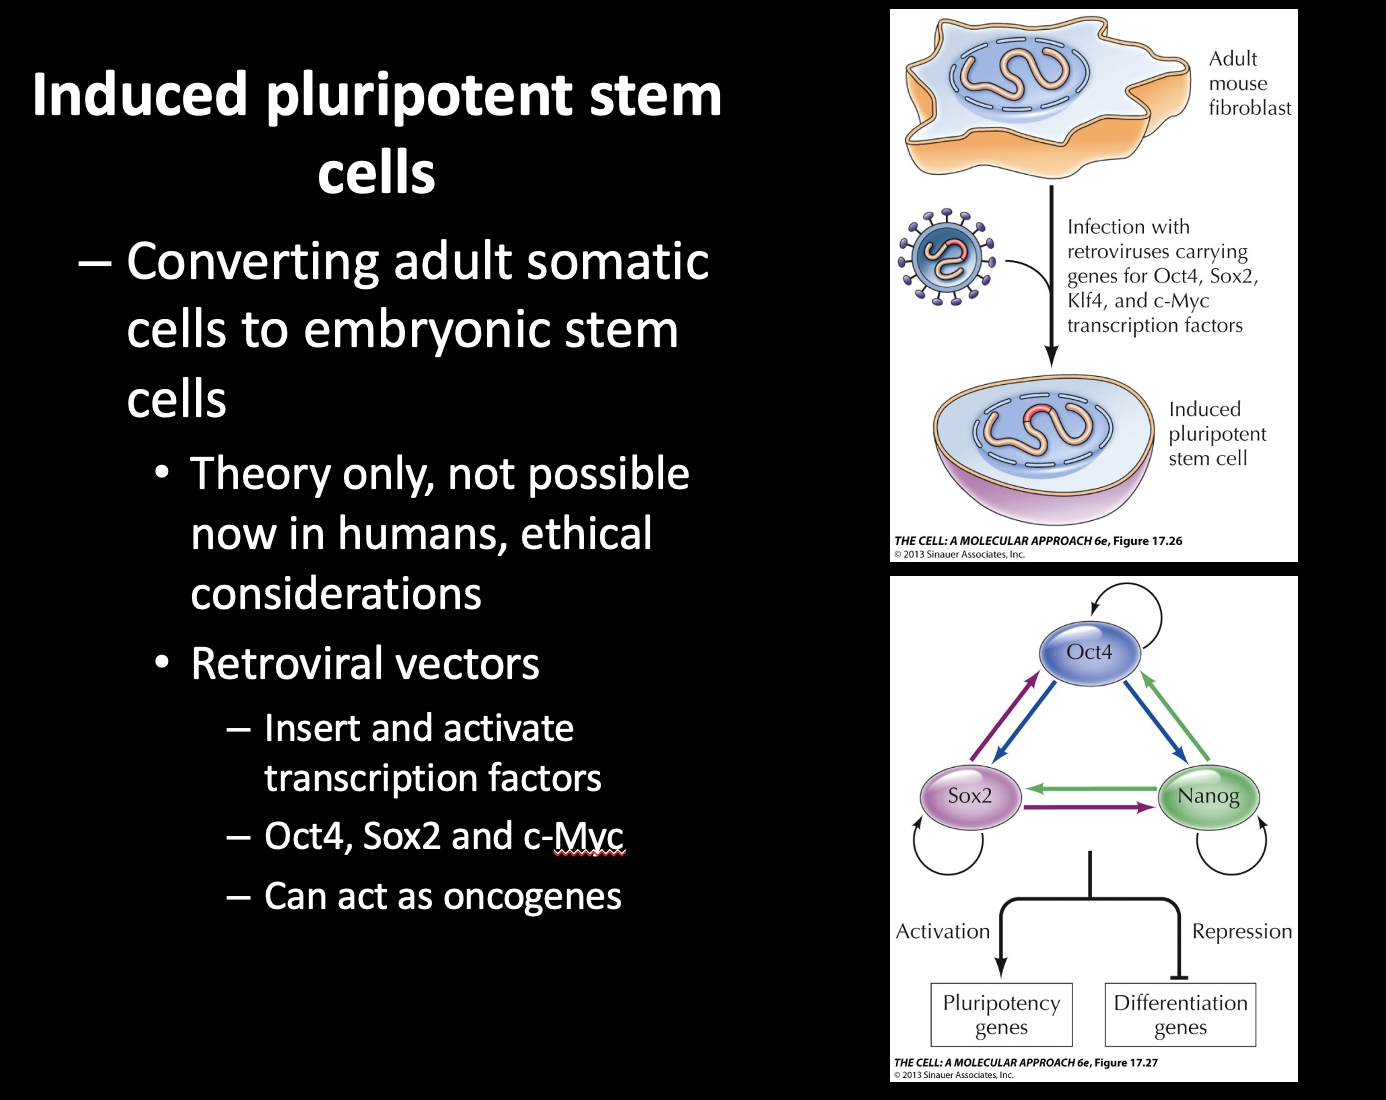 Induced pluripotent stem
cells
– Converting adult somatic
cells to embryonic stem
cells
• Theory only, not possible
now in humans, ethical
considerations
• Retroviral vectors
– Insert and activate
transcription factors
– Oct4, Sox2 and c-Myc
– Can act as oncogenes
Adult
mouse
fibroblast
Infection with
retroviruses carrying
genes for Oct4, Sox2,
Klf4, and c-Myc
transcription factors
Induced
pluripotent
stem cell
THE CELL: A MOLECULAR APPROACH 6e, Figure 17.26
© 2013 Sinauer Associates, Inc.
Oct4
Sox2
Nanog
Activation
Repression
Pluripotency
genes
Differentiation
genes
THE CELL: A MOLECULAR APPROACH 6e, Figure 17.27
© 2013 Sinauer Associates, Inc.